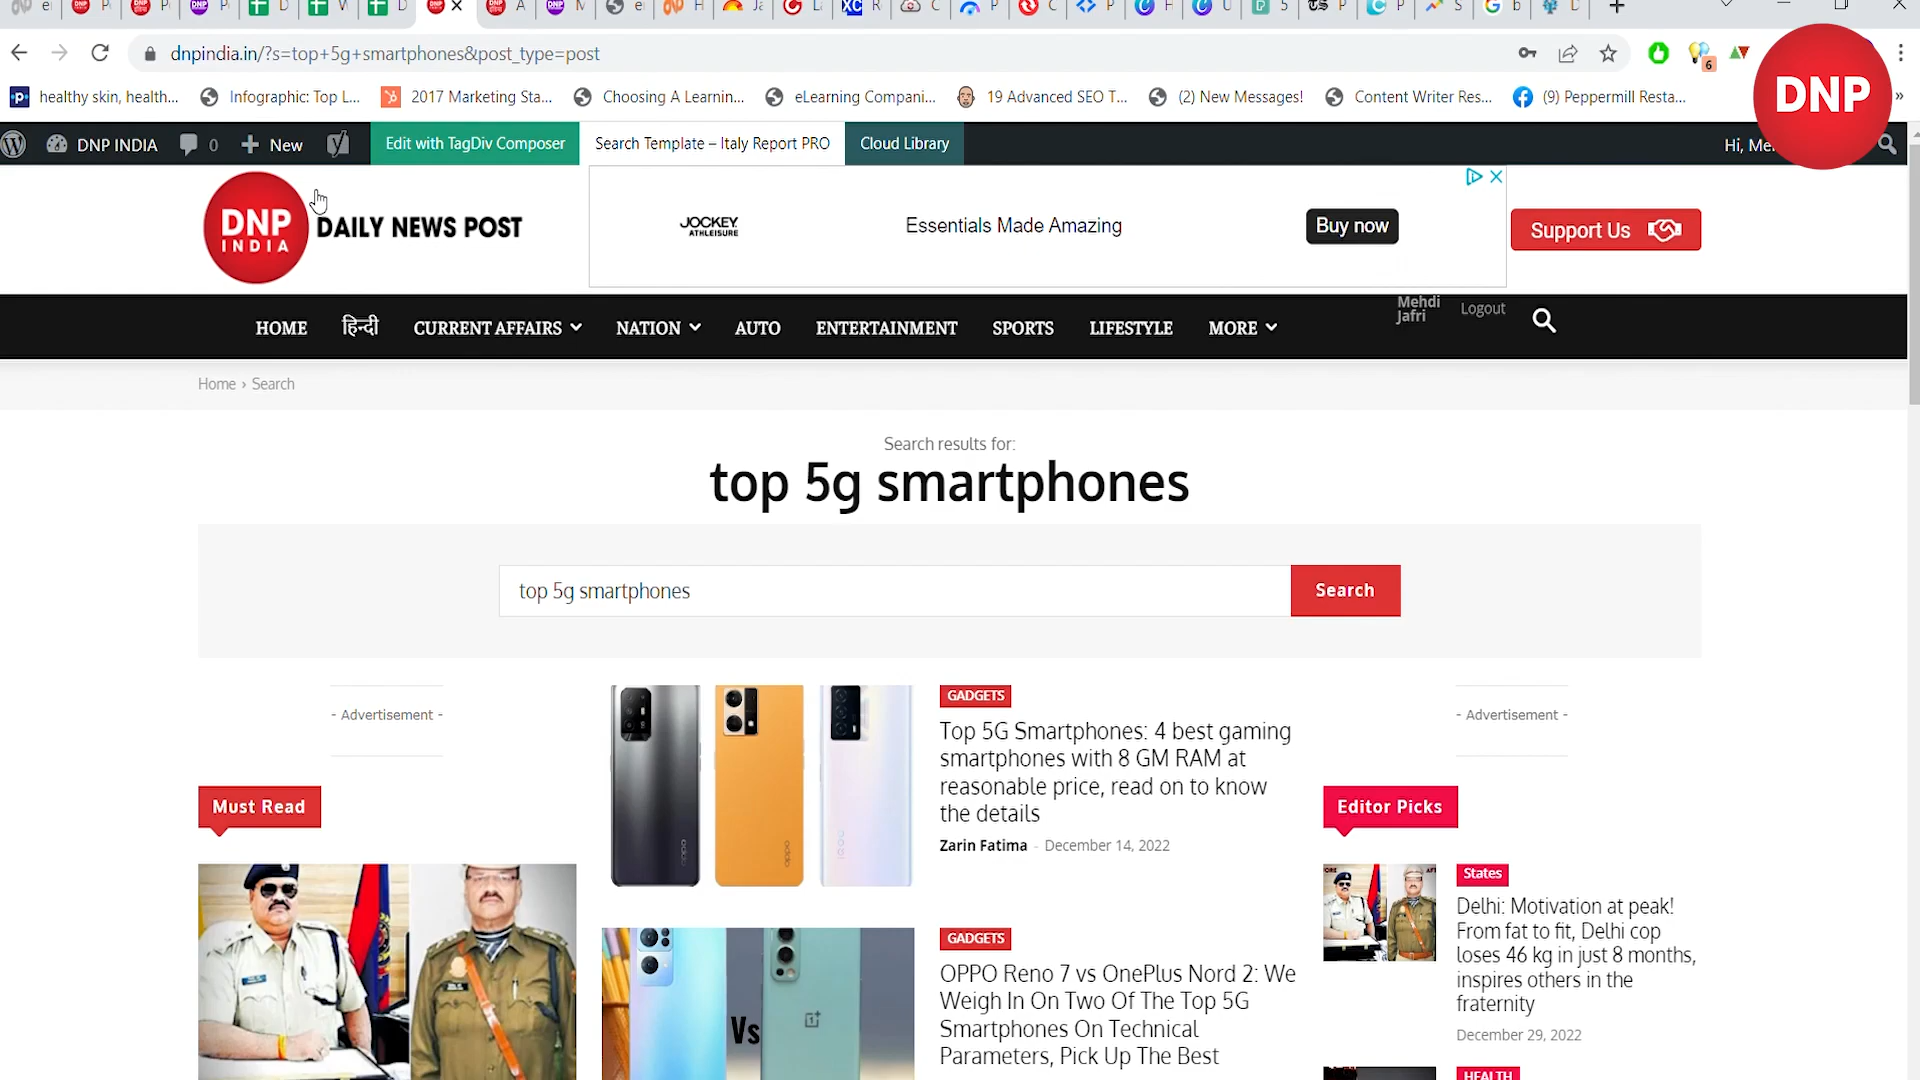 dnpindia.in/?s=top+5g+smartphones&post_type=post
6
healthy skin, health...
Infographic: Top L...
2017 Marketing Sta...
Choosing A Learnin...
eLearning Compani...
19 Advanced SEO T...
(2) New Messages!
Content Writer Res...
(9) Peppermill Resta...
»
DNP
DNP INDIA
0
New
Edit with TagDiv Composer
Search Template – Italy Report PRO
Cloud Library
Hi, Me
DNP
INDIA
DAILY NEWS POST
JOCKEY
ATHLEISURE
Essentials Made Amazing
Buy now
Support Us
HOME
हिन्दी
CURRENT AFFAIRS
NATION
AUTO
ENTERTAINMENT
SPORTS
LIFESTYLE
MORE
Mehdi
Jafri
Logout
Home › Search
Search results for:
top 5g smartphones
top 5g smartphones
Search
- Advertisement -
Must Read
oppo
oppo
iQOO
GADGETS
Top 5G Smartphones: 4 best gaming
smartphones with 8 GM RAM at
reasonable price, read on to know
the details
Zarin Fatima - December 14, 2022
Vs
GADGETS
OPPO Reno 7 vs OnePlus Nord 2: We
Weigh In On Two Of The Top 5G
Smartphones On Technical
Parameters, Pick Up The Best
- Advertisement -
Editor Picks
States
Delhi: Motivation at peak!
From fat to fit, Delhi cop
loses 46 kg in just 8 months,
inspires others in the
fraternity
December 29, 2022
HEALTH